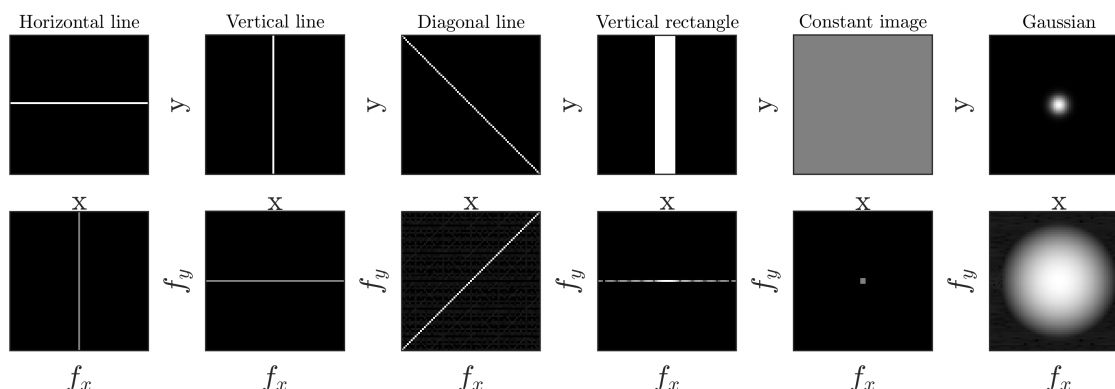 Horizontal line Vertical line Diagonal line Vertical rectangle Constant image Gaussian
y y y y y
x x x x x x
f_y f_y f_y f_y f_y
f_x f_x f_x f_x f_x f_x